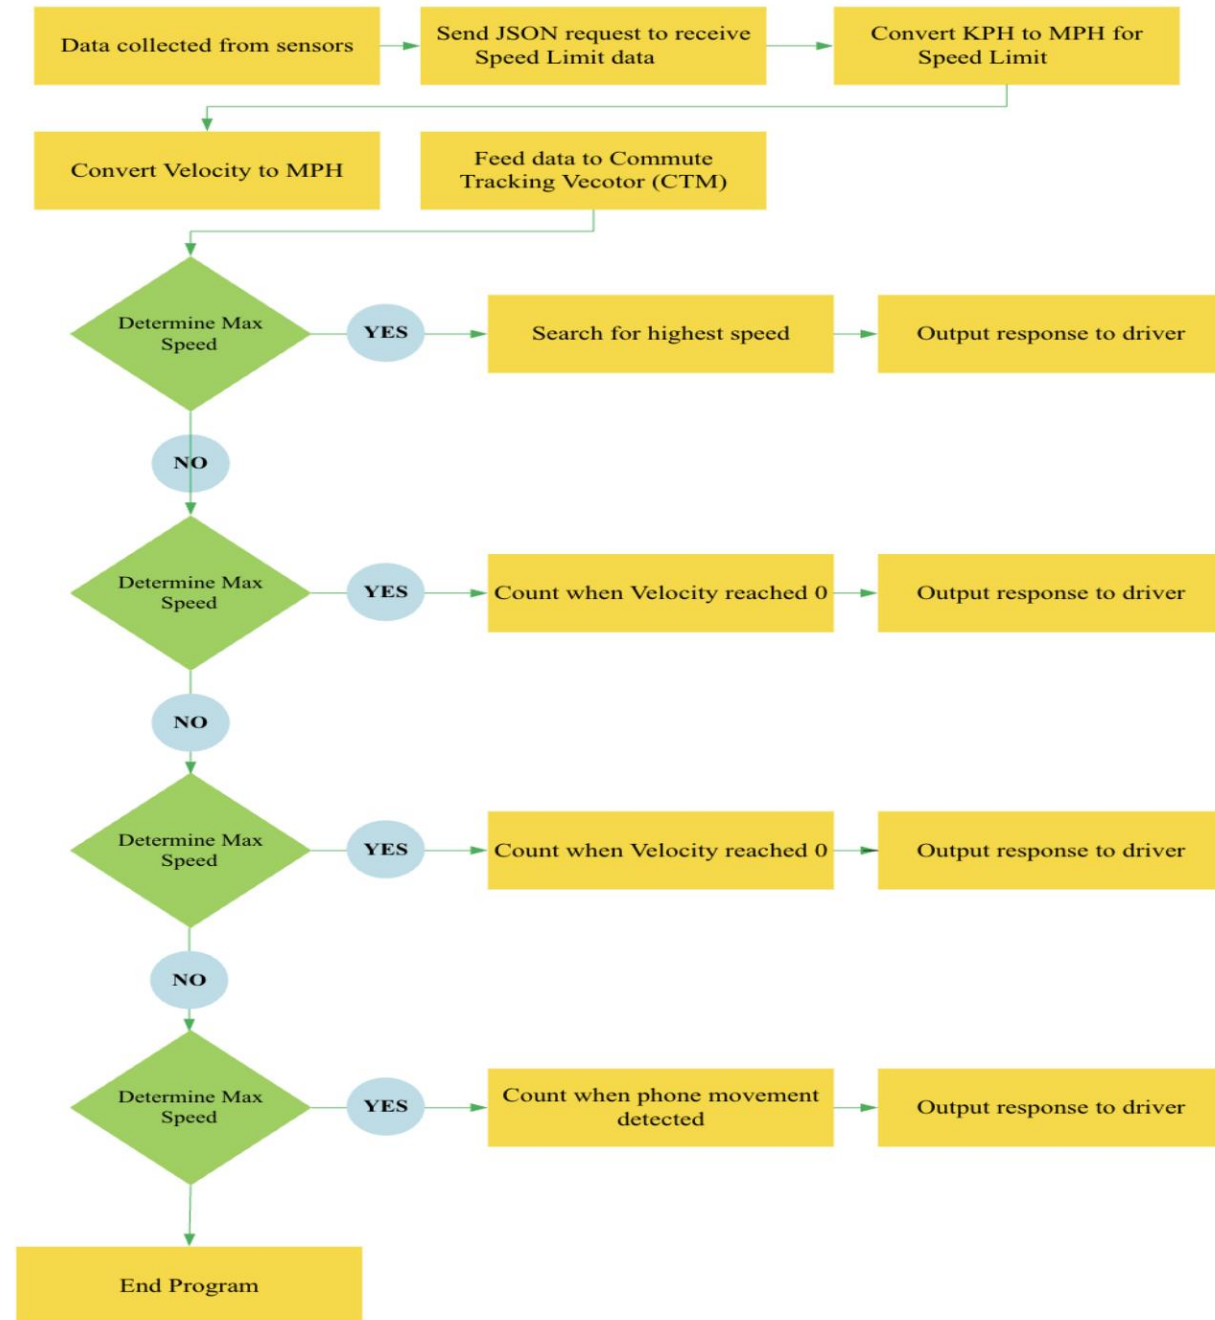 Data collected from sensors
Send JSON request to receive
Speed Limit data
Convert KPH to MPH for
Speed Limit
Convert Velocity to MPH
Feed data to Commute
Tracking Vecotor (CTM)
Determine Max
Speed
YES
Search for highest speed
Output response to driver
NO
Determine Max
Speed
YES
Count when Velocity reached 0
Output response to driver
NO
Determine Max
Speed
YES
Count when Velocity reached 0
Output response to driver
NO
Determine Max
Speed
YES
Count when phone movement
detected
Output response to driver
End Program